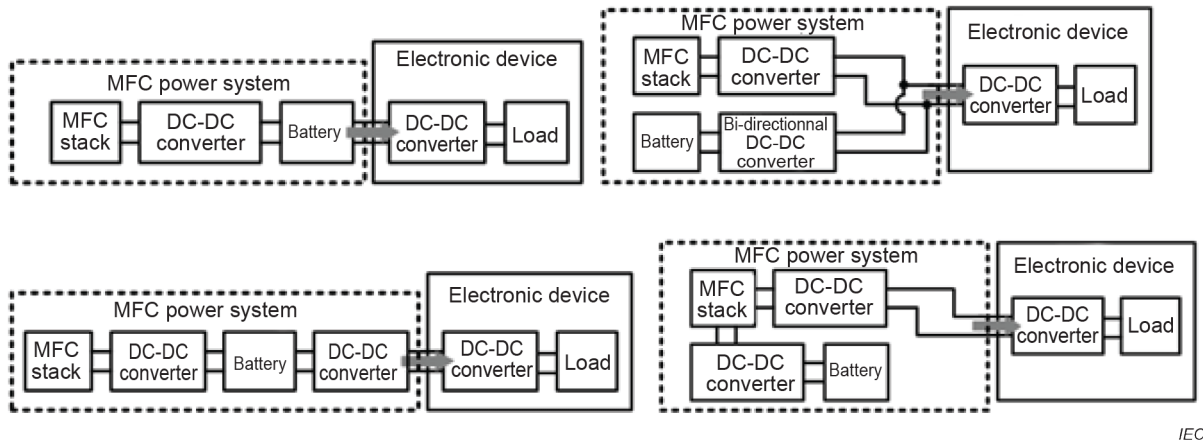 MFC power system
Electronic device
MFC
stack
DC-DC
converter
Battery
DC-DC
converter
Load
MFC power system
Electronic device
MFC
stack
DC-DC
converter
Battery
Bi-directionnal
DC-DC
converter
DC-DC
converter
Load
MFC power system
Electronic device
MFC
stack
DC-DC
converter
Battery
DC-DC
converter
DC-DC
converter
Load
MFC power system
Electronic device
MFC
stack
DC-DC
converter
DC-DC
converter
Battery
DC-DC
converter
Load
IEC